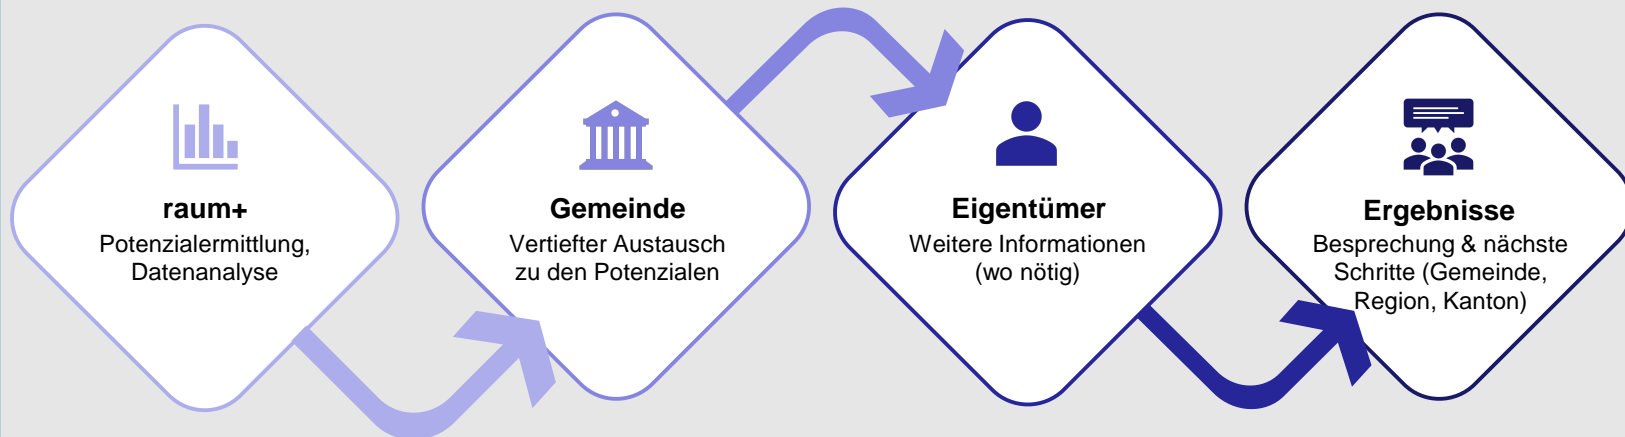 raum+
Potenzialermittlung,
Datenanalyse
Gemeinde
Vertiefter Austausch
zu den Potenzialen
Eigentümer
Weitere Informationen
(wo nötig)
Ergebnisse
Besprechung & nächste
Schritte (Gemeinde,
Region, Kanton)